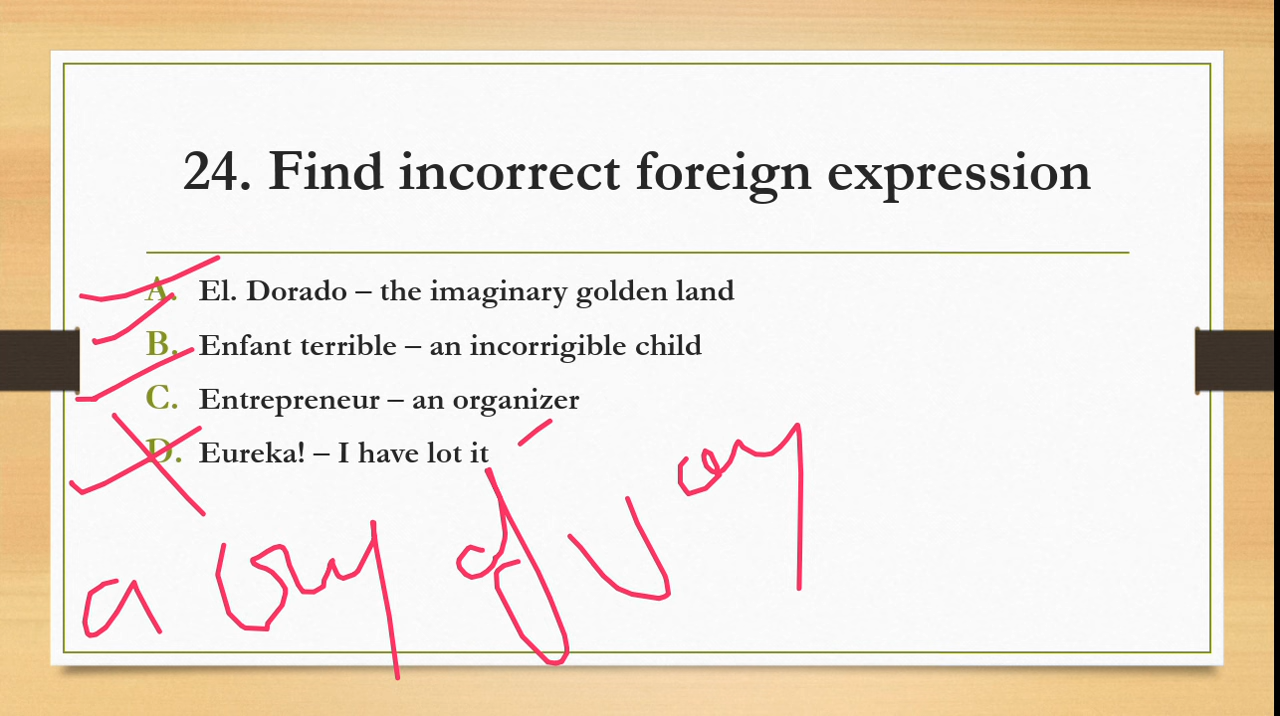 24. Find incorrect foreign expression
A. El. Dorado – the imaginary golden land
B. Enfant terrible – an incorrigible child
C. Entrepreneur – an organizer
D. Eureka! – I have lot it
a cry of